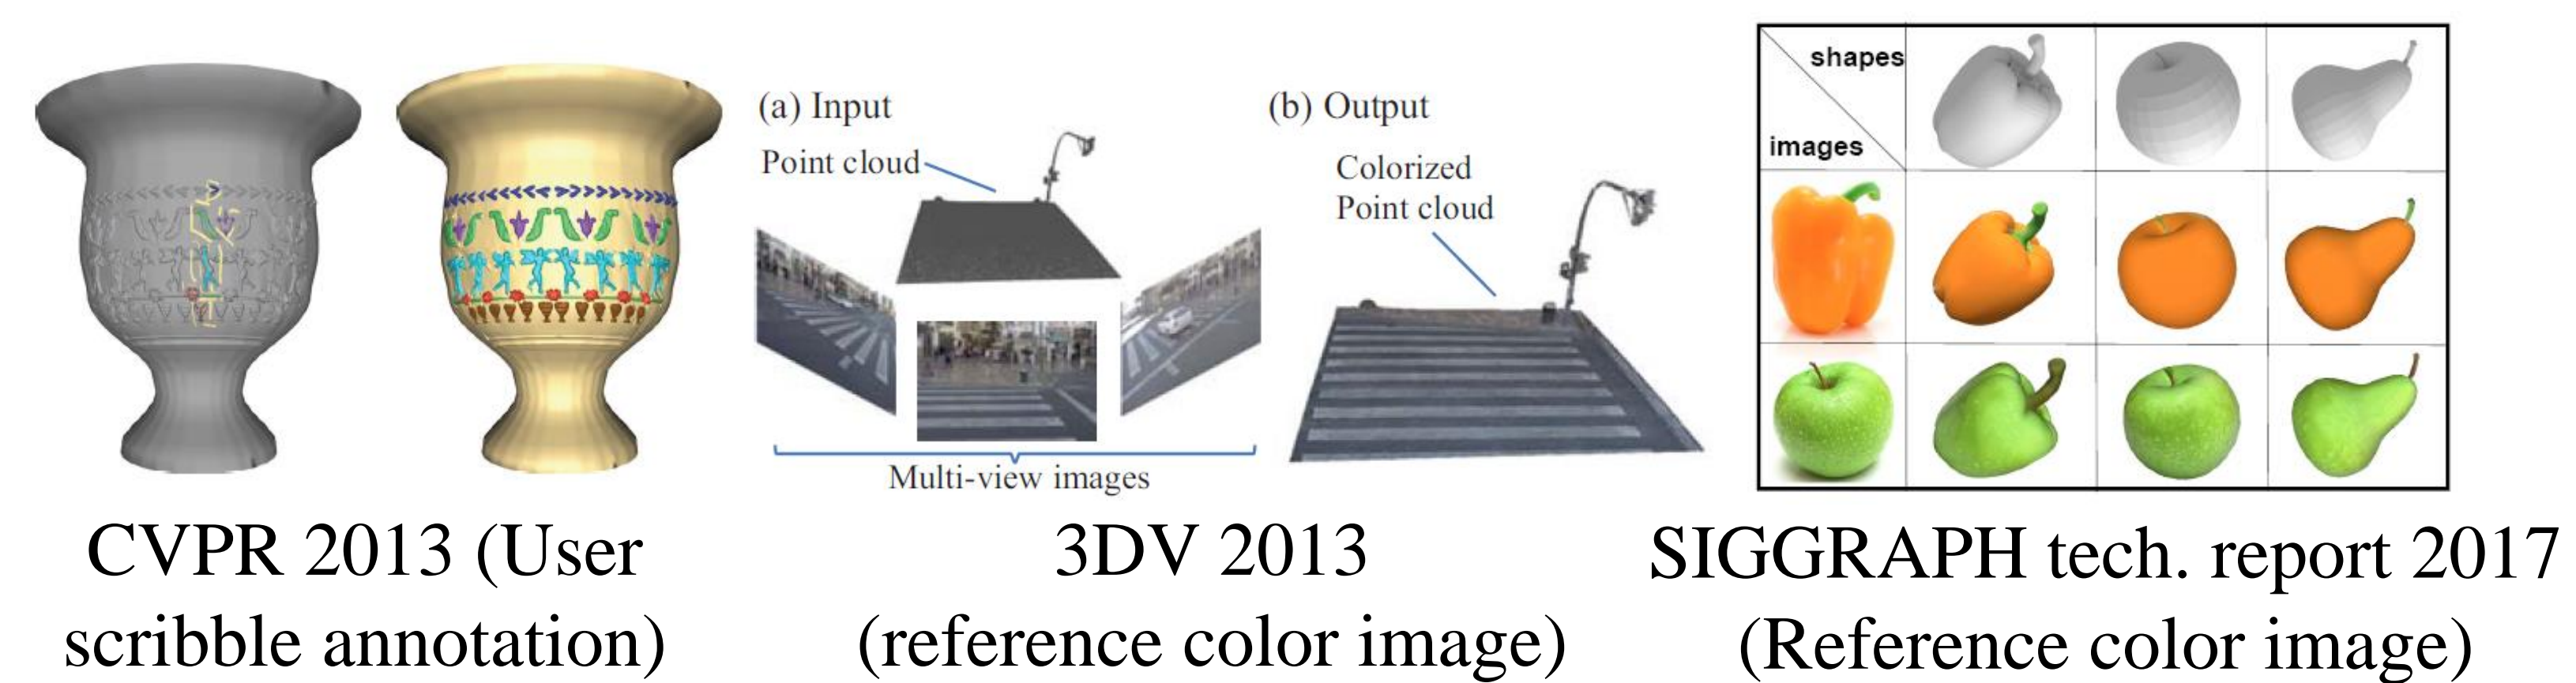 (a) Input
Point cloud
Multi-view images
(b) Output
Colorized
Point cloud
shapes
images
CVPR 2013 (User
scribble annotation)
3DV 2013
(reference color image)
SIGGRAPH tech. report 2017
(Reference color image)